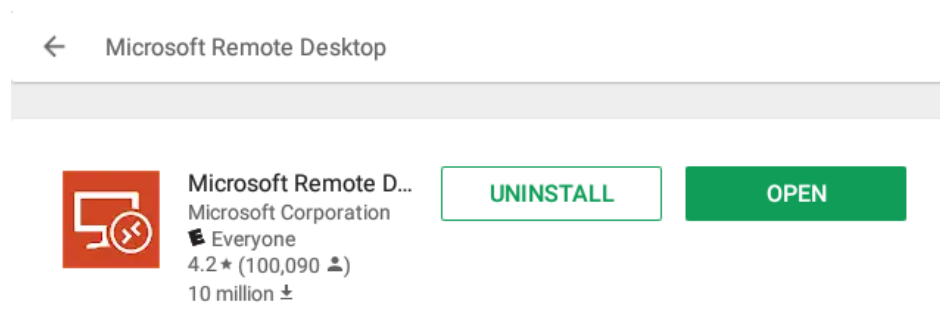 Microsoft Remote Desktop
Microsoft Remote D...
UNINSTALL
OPEN
Microsoft Corporation
E Everyone
4.2★ (100,090)
10 million